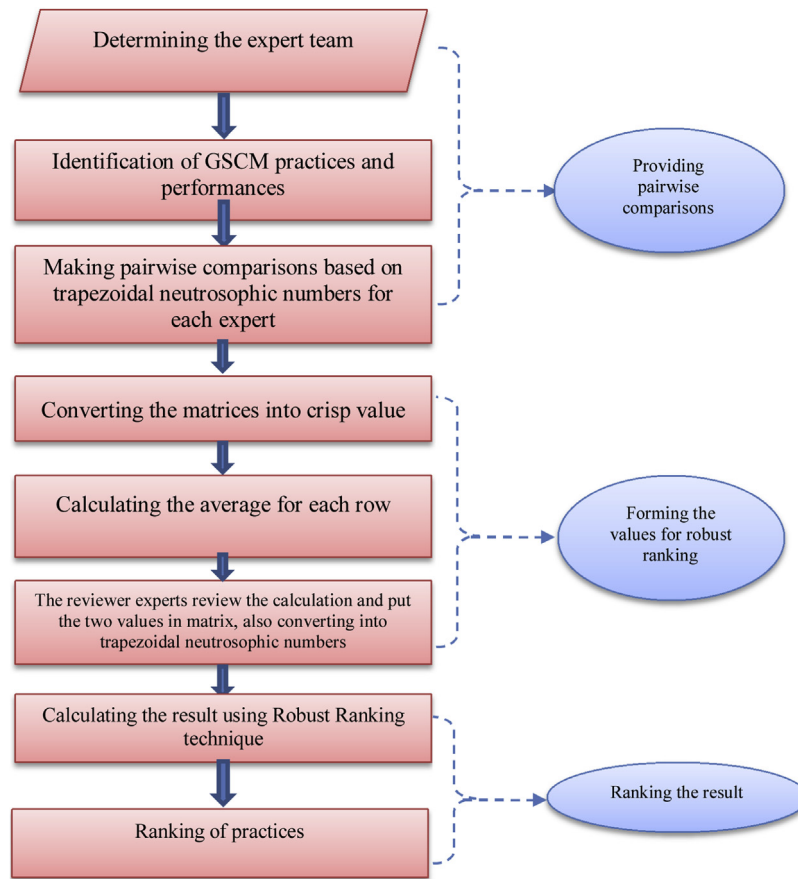 Determining the expert team
Identification of GSCM practices and
performances
Making pairwise comparisons based on
trapezoidal neutrosophic numbers for
each expert
Providing
pairwise
comparisons
Converting the matrices into crisp value
Calculating the average for each row
The reviewer experts review the calculation and put
the two values in matrix, also converting into
trapezoidal neutrosophic numbers
Forming the
values for robust
ranking
Calculating the result using Robust Ranking
technique
Ranking of practices
Ranking the result